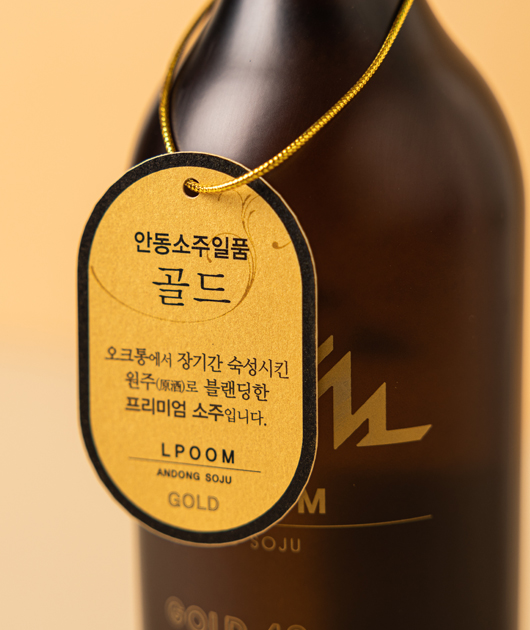 안동소주일품
골드
오크통에서 장기간 숙성시킨
원주(原酒)로 블랜딩한
프리미엄 소주입니다.
LPOOM
ANDONG SOJU
GOLD
M
SOJU
GOLD